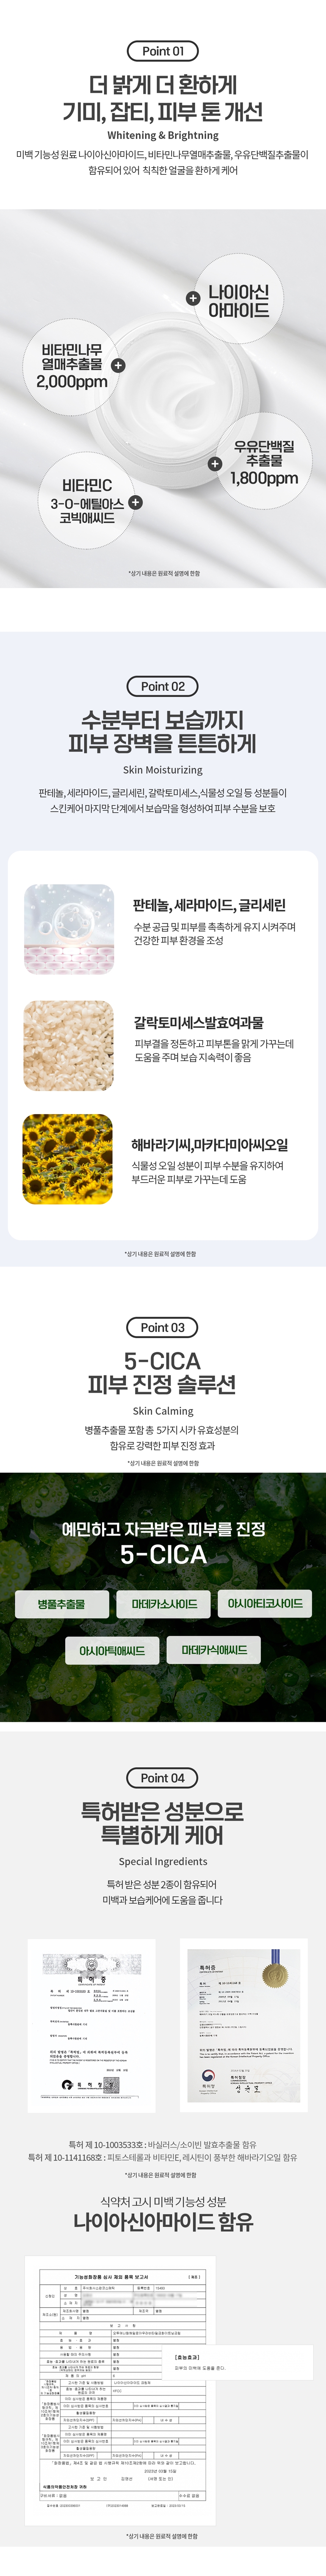 Point 01
더 밝게 더 환하게
기미, 잡티, 피부 톤 개선
Whitening & Brightning
미백 기능성 원료 나이아신아마이드, 비타민나무열매추출물, 우유단백질추출물이
함유되어 있어 칙칙한 얼굴을 환하게 케어
나이아신
아마이드
비타민나무
열매추출물
2,000ppm
우유단백질
추출물
1,800ppm
비타민C
3-O-에틸아스
코빅애씨드
*상기 내용은 원료적 설명에 한함
Point 02
수분부터 보습까지
피부 장벽을 튼튼하게
Skin Moisturizing
판테놀, 세라마이드, 글리세린, 갈락토미세스,식물성 오일 등 성분들이
스킨케어 마지막 단계에서 보습막을 형성하여 피부 수분을 보호
판테놀, 세라마이드, 글리세린
수분 공급 및 피부를 촉촉하게 유지 시켜주며
건강한 피부 환경을 조성
갈락토미세스발효여과물
피부결을 정돈하고 피부톤을 맑게 가꾸는데
도움을 주며 보습 지속력이 좋음
해바라기씨,마카다미아씨오일
식물성 오일 성분이 피부 수분을 유지하여
부드러운 피부로 가꾸는데 도움
*상기 내용은 원료적 설명에 한함
Point 03
5-CICA
피부 진정 솔루션
Skin Calming
병풀추출물 포함 총 5가지 시카 유효성분의
함유로 강력한 피부 진정 효과
*상기 내용은 원료적 설명에 한함
예민하고 자극받은 피부를 진정
5-CICA
병풀추출물
마데카소사이드
아시아티코사이드
아시아틱애씨드
마데카식애씨드
Point 04
특허받은 성분으로
특별하게 케어
Special Ingredients
특허 받은 성분 2종이 함유되어
미백과 보습케어에 도움을 줍니다
특허증
특허증
특허청
특허 제 10-1003533호 : 바실러스/소이빈 발효추출물 함유
특허 제 10-1141168호 : 피토스테롤과 비타민E, 레시틴이 풍부한 해바라기오일 함유
*상기 내용은 원료적 설명에 한함
식약처 고시 미백 기능성 성분
나이아신아마이드 함유
기능성화장품 심사 제외 품목 보고서
[효능효과]
피부의 미백에 도움을 준다.
식품의약품안전처장 귀하
*상기 내용은 원료적 설명에 한함